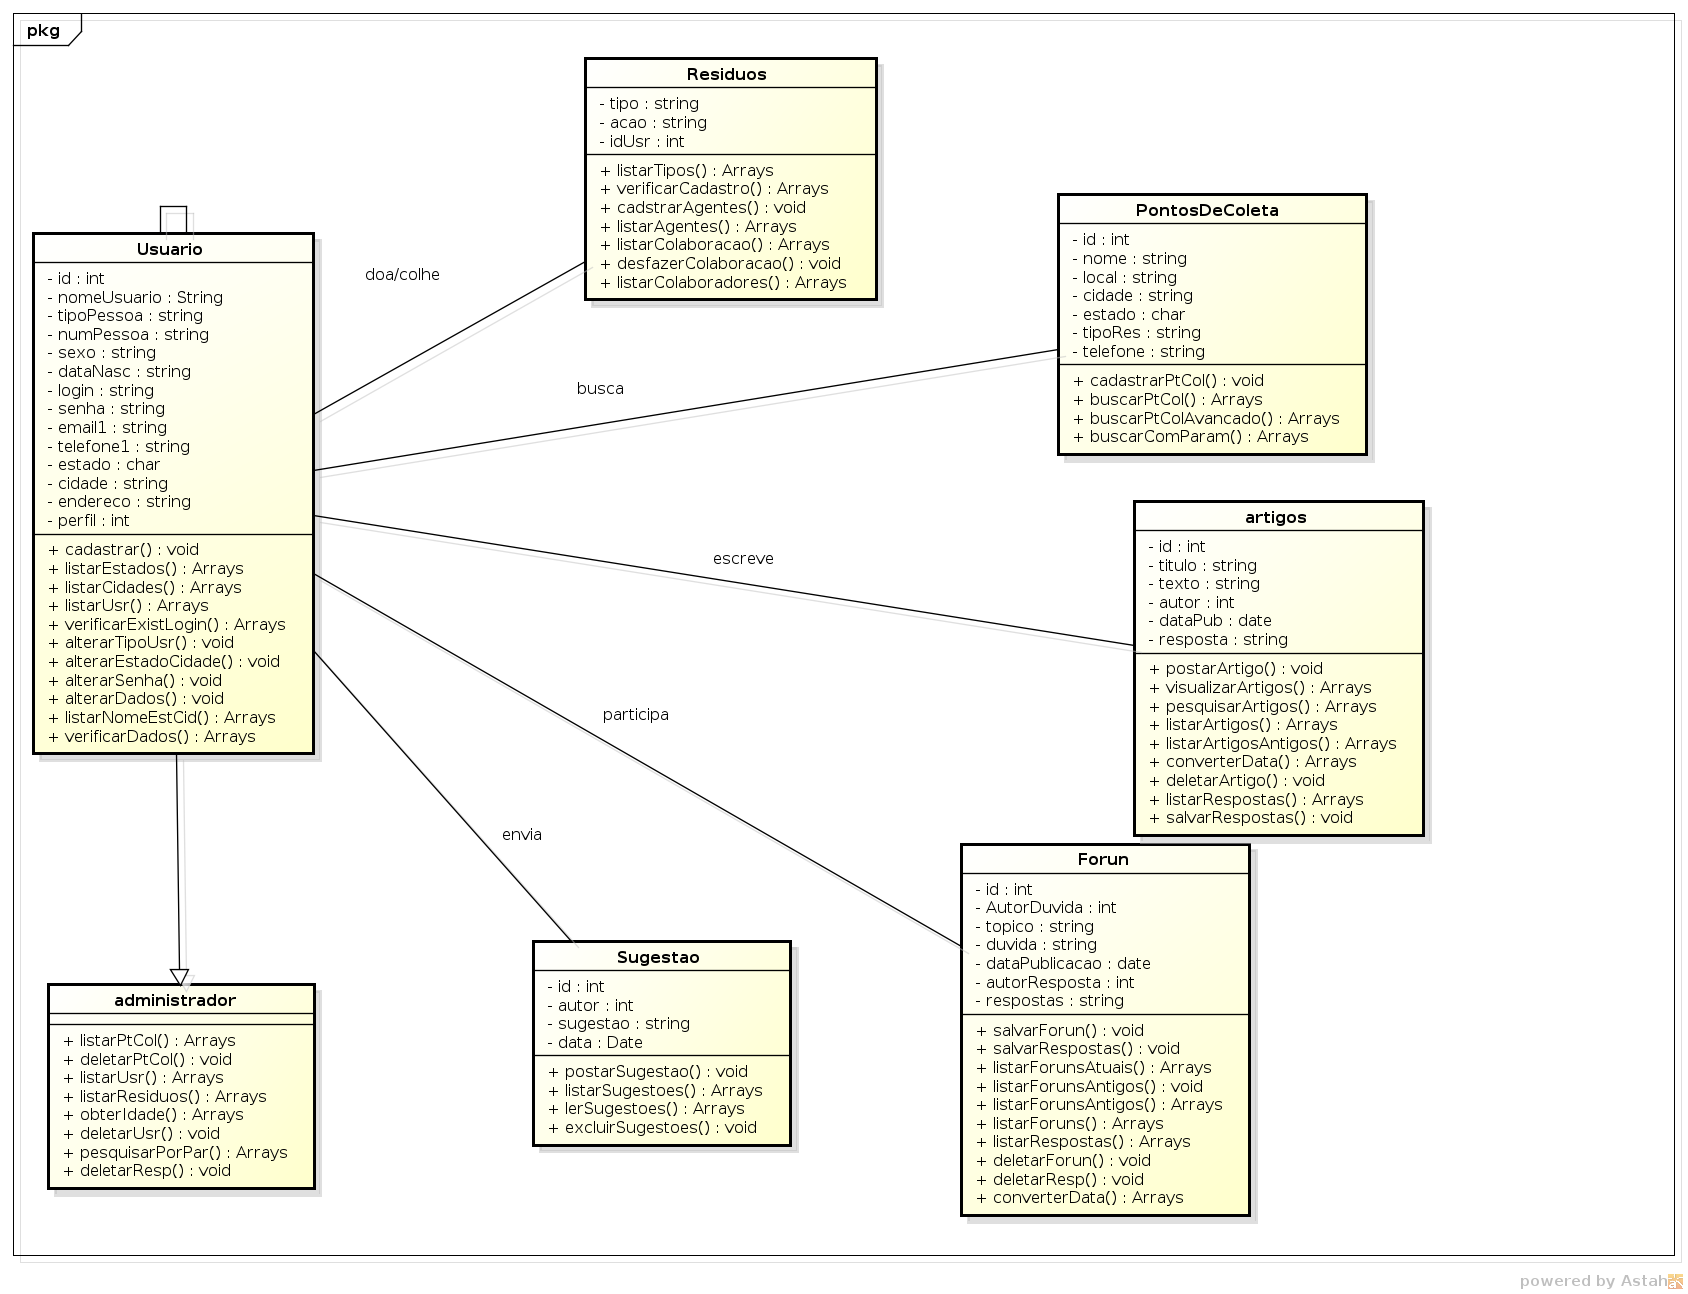 pkg
Residuos
- tipo : string
- acao : string
- idUsr : int
+ listarTipos() : Arrays
+ verificarCadastro() : Arrays
+ cadstrarAgentes() : void
+ listarAgentes() : Arrays
+ listarColaboracao() : Arrays
+ desfazerColaboracao() : void
+ listarColaboradores() : Arrays
PontosDeColeta
- id : int
- nome : string
- local : string
- cidade : string
- estado : char
- tipoRes : string
- telefone : string
+ cadastrarPtCol() : void
+ buscarPtCol() : Arrays
+ buscarPtColAvancado() : Arrays
+ buscarComParam() : Arrays
Usuario
- id : int
- nomeUsuario : String
- tipoPessoa : string
- numPessoa : string
- sexo : string
- dataNasc : string
- login : string
- senha : string
- email1 : string
- telefone1 : string
- estado : char
- cidade : string
- endereco : string
- perfil : int
+ cadastrar() : void
+ listarEstados() : Arrays
+ listarCidades() : Arrays
+ listarUsr() : Arrays
+ verificarExistLogin() : Arrays
+ alterarTipoUsr() : void
+ alterarEstadoCidade() : void
+ alterarSenha() : void
+ alterarDados() : void
+ listarNomeEstCid() : Arrays
+ verificarDados() : Arrays
doa/colhe
busca
escreve
participa
envia
artigos
- id : int
- titulo : string
- texto : string
- autor : int
- dataPub : date
- resposta : string
+ postarArtigo() : void
+ visualizarArtigos() : Arrays
+ pesquisarArtigos() : Arrays
+ listarArtigos() : Arrays
+ listarArtigosAntigos() : Arrays
+ converterData() : Arrays
+ deletarArtigo() : void
+ listarRespostas() : Arrays
+ salvarRespostas() : void
Forun
- id : int
- AutorDuvida : int
- topico : string
- duvida : string
- dataPublicacao : date
- autorResposta : int
- respostas : string
+ salvarForun() : void
+ salvarRespostas() : void
+ listarForunsAtuais() : Arrays
+ listarForunsAntigos() : void
+ listarForunsAntigos() : Arrays
+ listarForuns() : Arrays
+ listarRespostas() : Arrays
+ deletarForun() : void
+ deletarResp() : void
+ converterData() : Arrays
Sugestao
- id : int
- autor : int
- sugestao : string
- data : Date
+ postarSugestao() : void
+ listarSugestoes() : Arrays
+ lerSugestoes() : Arrays
+ excluirSugestoes() : void
administrador
+ listarPtCol() : Arrays
+ deletarPtCol() : void
+ listarUsr() : Arrays
+ listarResiduos() : Arrays
+ obterIdade() : Arrays
+ deletarUsr() : void
+ pesquisarPorPar() : Arrays
+ deletarResp() : void
powered by Astah